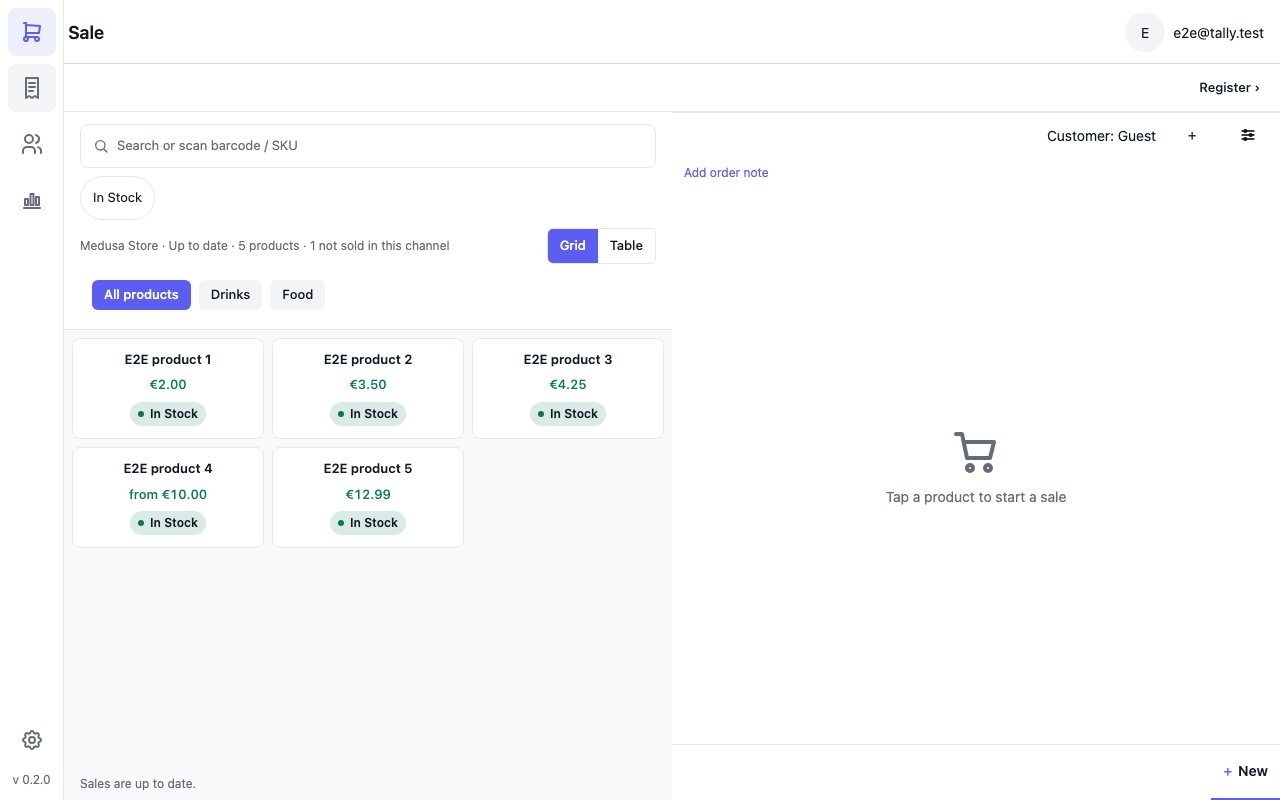 Sale
E
e2e@tally.test
Register ›
Search or scan barcode / SKU
In Stock
Medusa Store · Up to date · 5 products · 1 not sold in this channel
Grid
Table
All products
Drinks
Food
E2E product 1
€2.00
In Stock
E2E product 2
€3.50
In Stock
E2E product 3
€4.25
In Stock
E2E product 4
from €10.00
In Stock
E2E product 5
€12.99
In Stock
Sales are up to date.
Customer: Guest
+
Add order note
Tap a product to start a sale
+ New
v 0.2.0